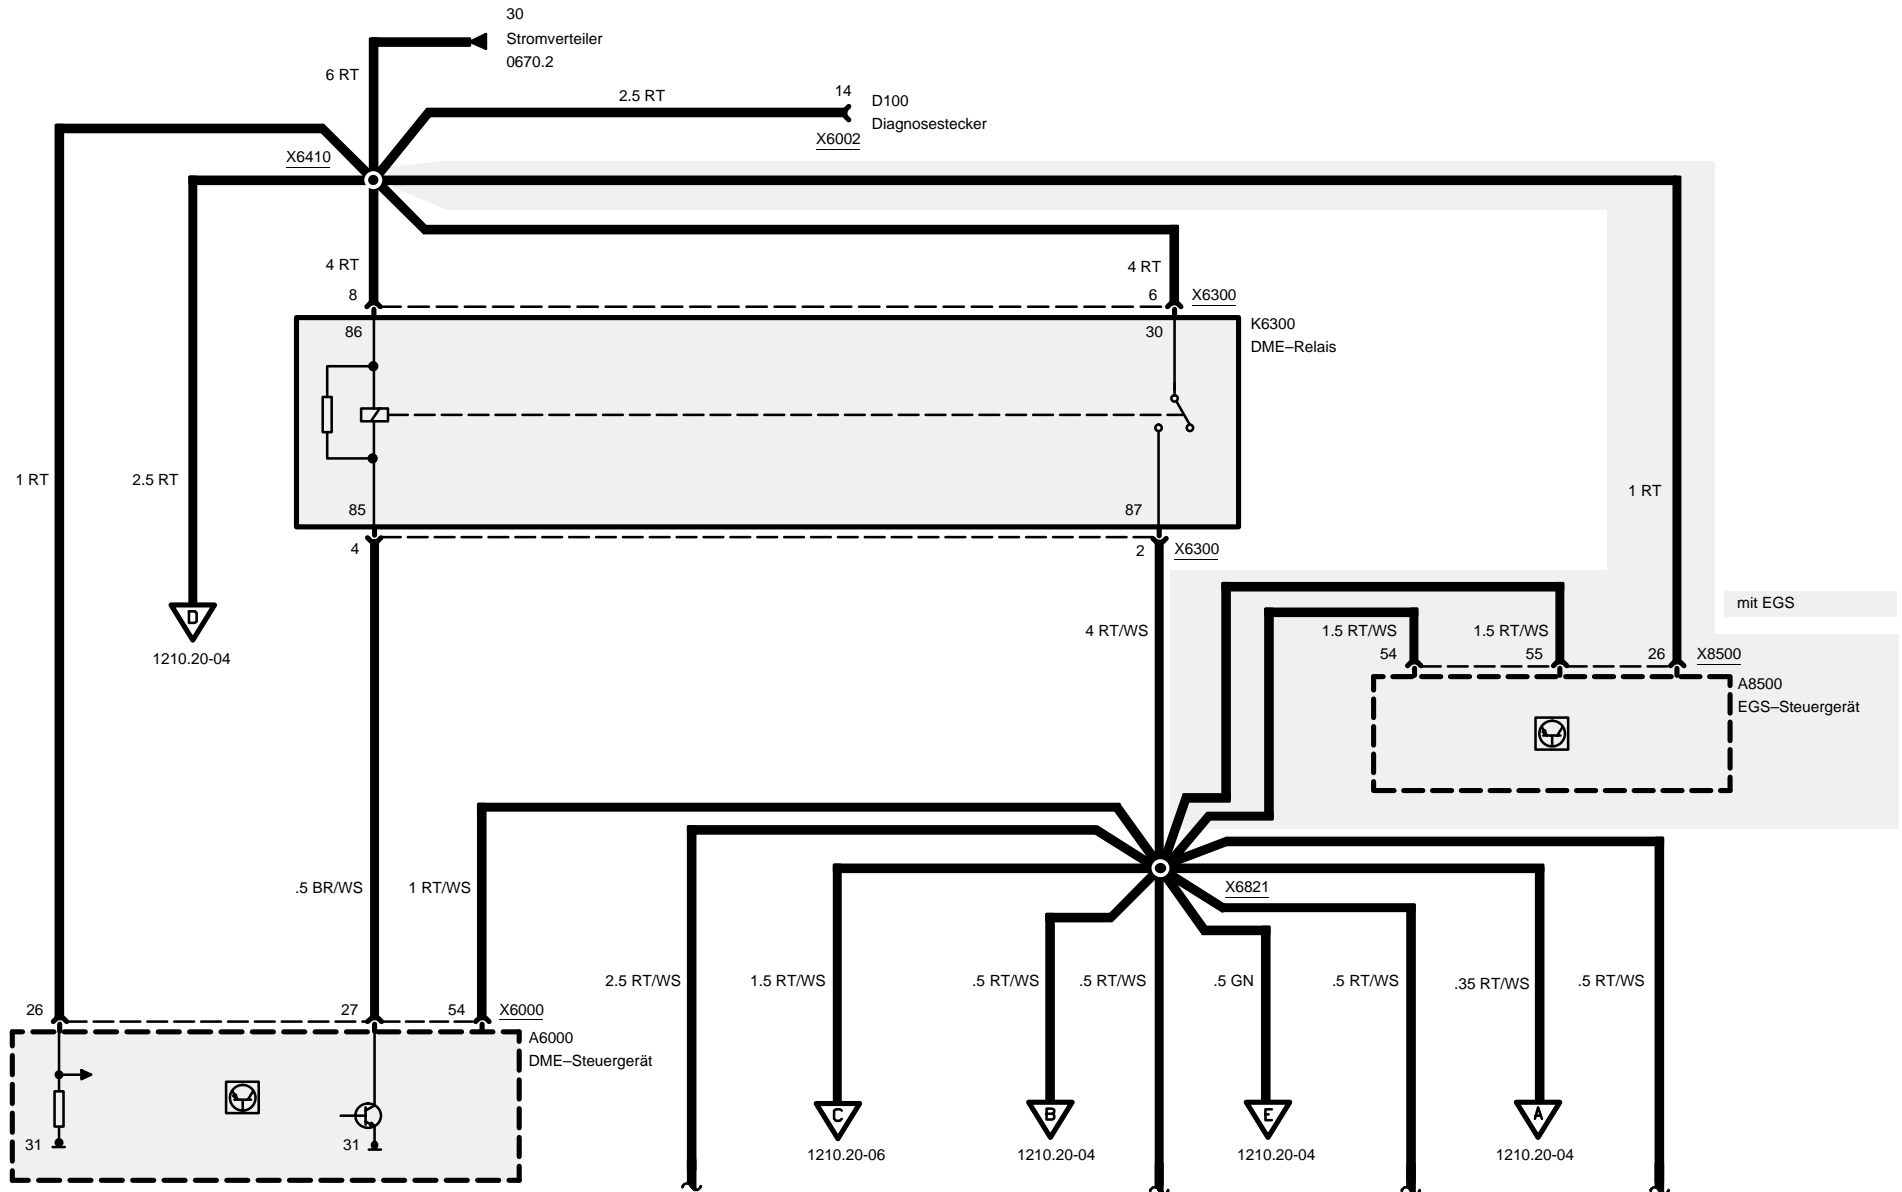 30
Stromverteiler
0670.2
6 RT
2.5 RT
14
D100
Diagnosestecker
X6002
X6410
4 RT
4 RT
8
6
X6300
86
30
K6300
DME–Relais
1 RT
2.5 RT
1 RT
85
87
4
2
X6300
mit EGS
4 RT/WS
1.5 RT/WS
1.5 RT/WS
54
55
26
X8500
D
1210.20-04
A8500
EGS–Steuergerät
.5 BR/WS
1 RT/WS
X6821
2.5 RT/WS
1.5 RT/WS
.5 RT/WS
.5 RT/WS
.5 GN
.5 RT/WS
.35 RT/WS
.5 RT/WS
26
27
54
X6000
A6000
DME–Steuergerät
C
B
E
A
31
31
1210.20-06
1210.20-04
1210.20-04
1210.20-04